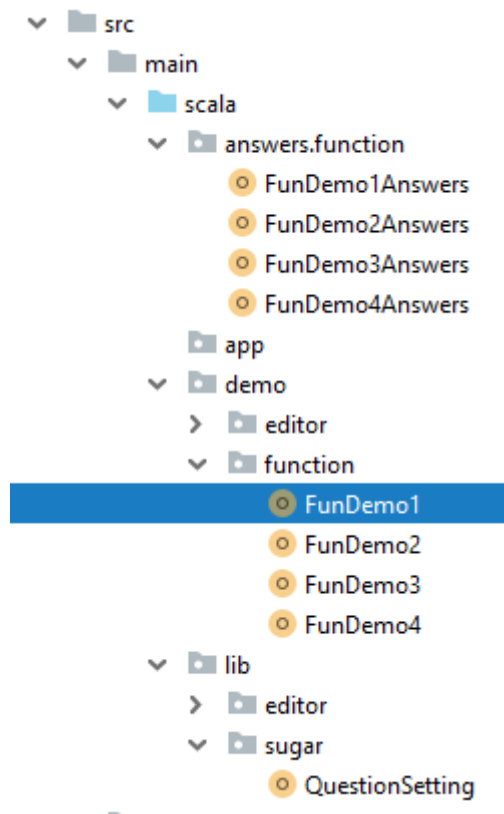 src
main
scala
answers.function
FunDemo1Answers
FunDemo2Answers
FunDemo3Answers
FunDemo4Answers
app
demo
editor
function
FunDemo1
FunDemo2
FunDemo3
FunDemo4
lib
editor
sugar
QuestionSetting